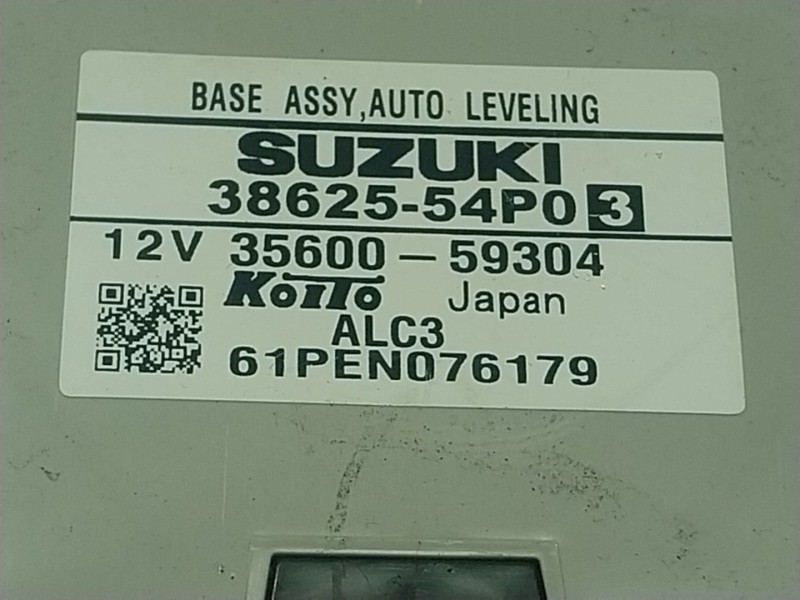 BASE ASSY,AUTO LEVELING
SUZUKI
38625-54P03
12V 35600-59304
KOITO Japan
ALC3
61PEN076179